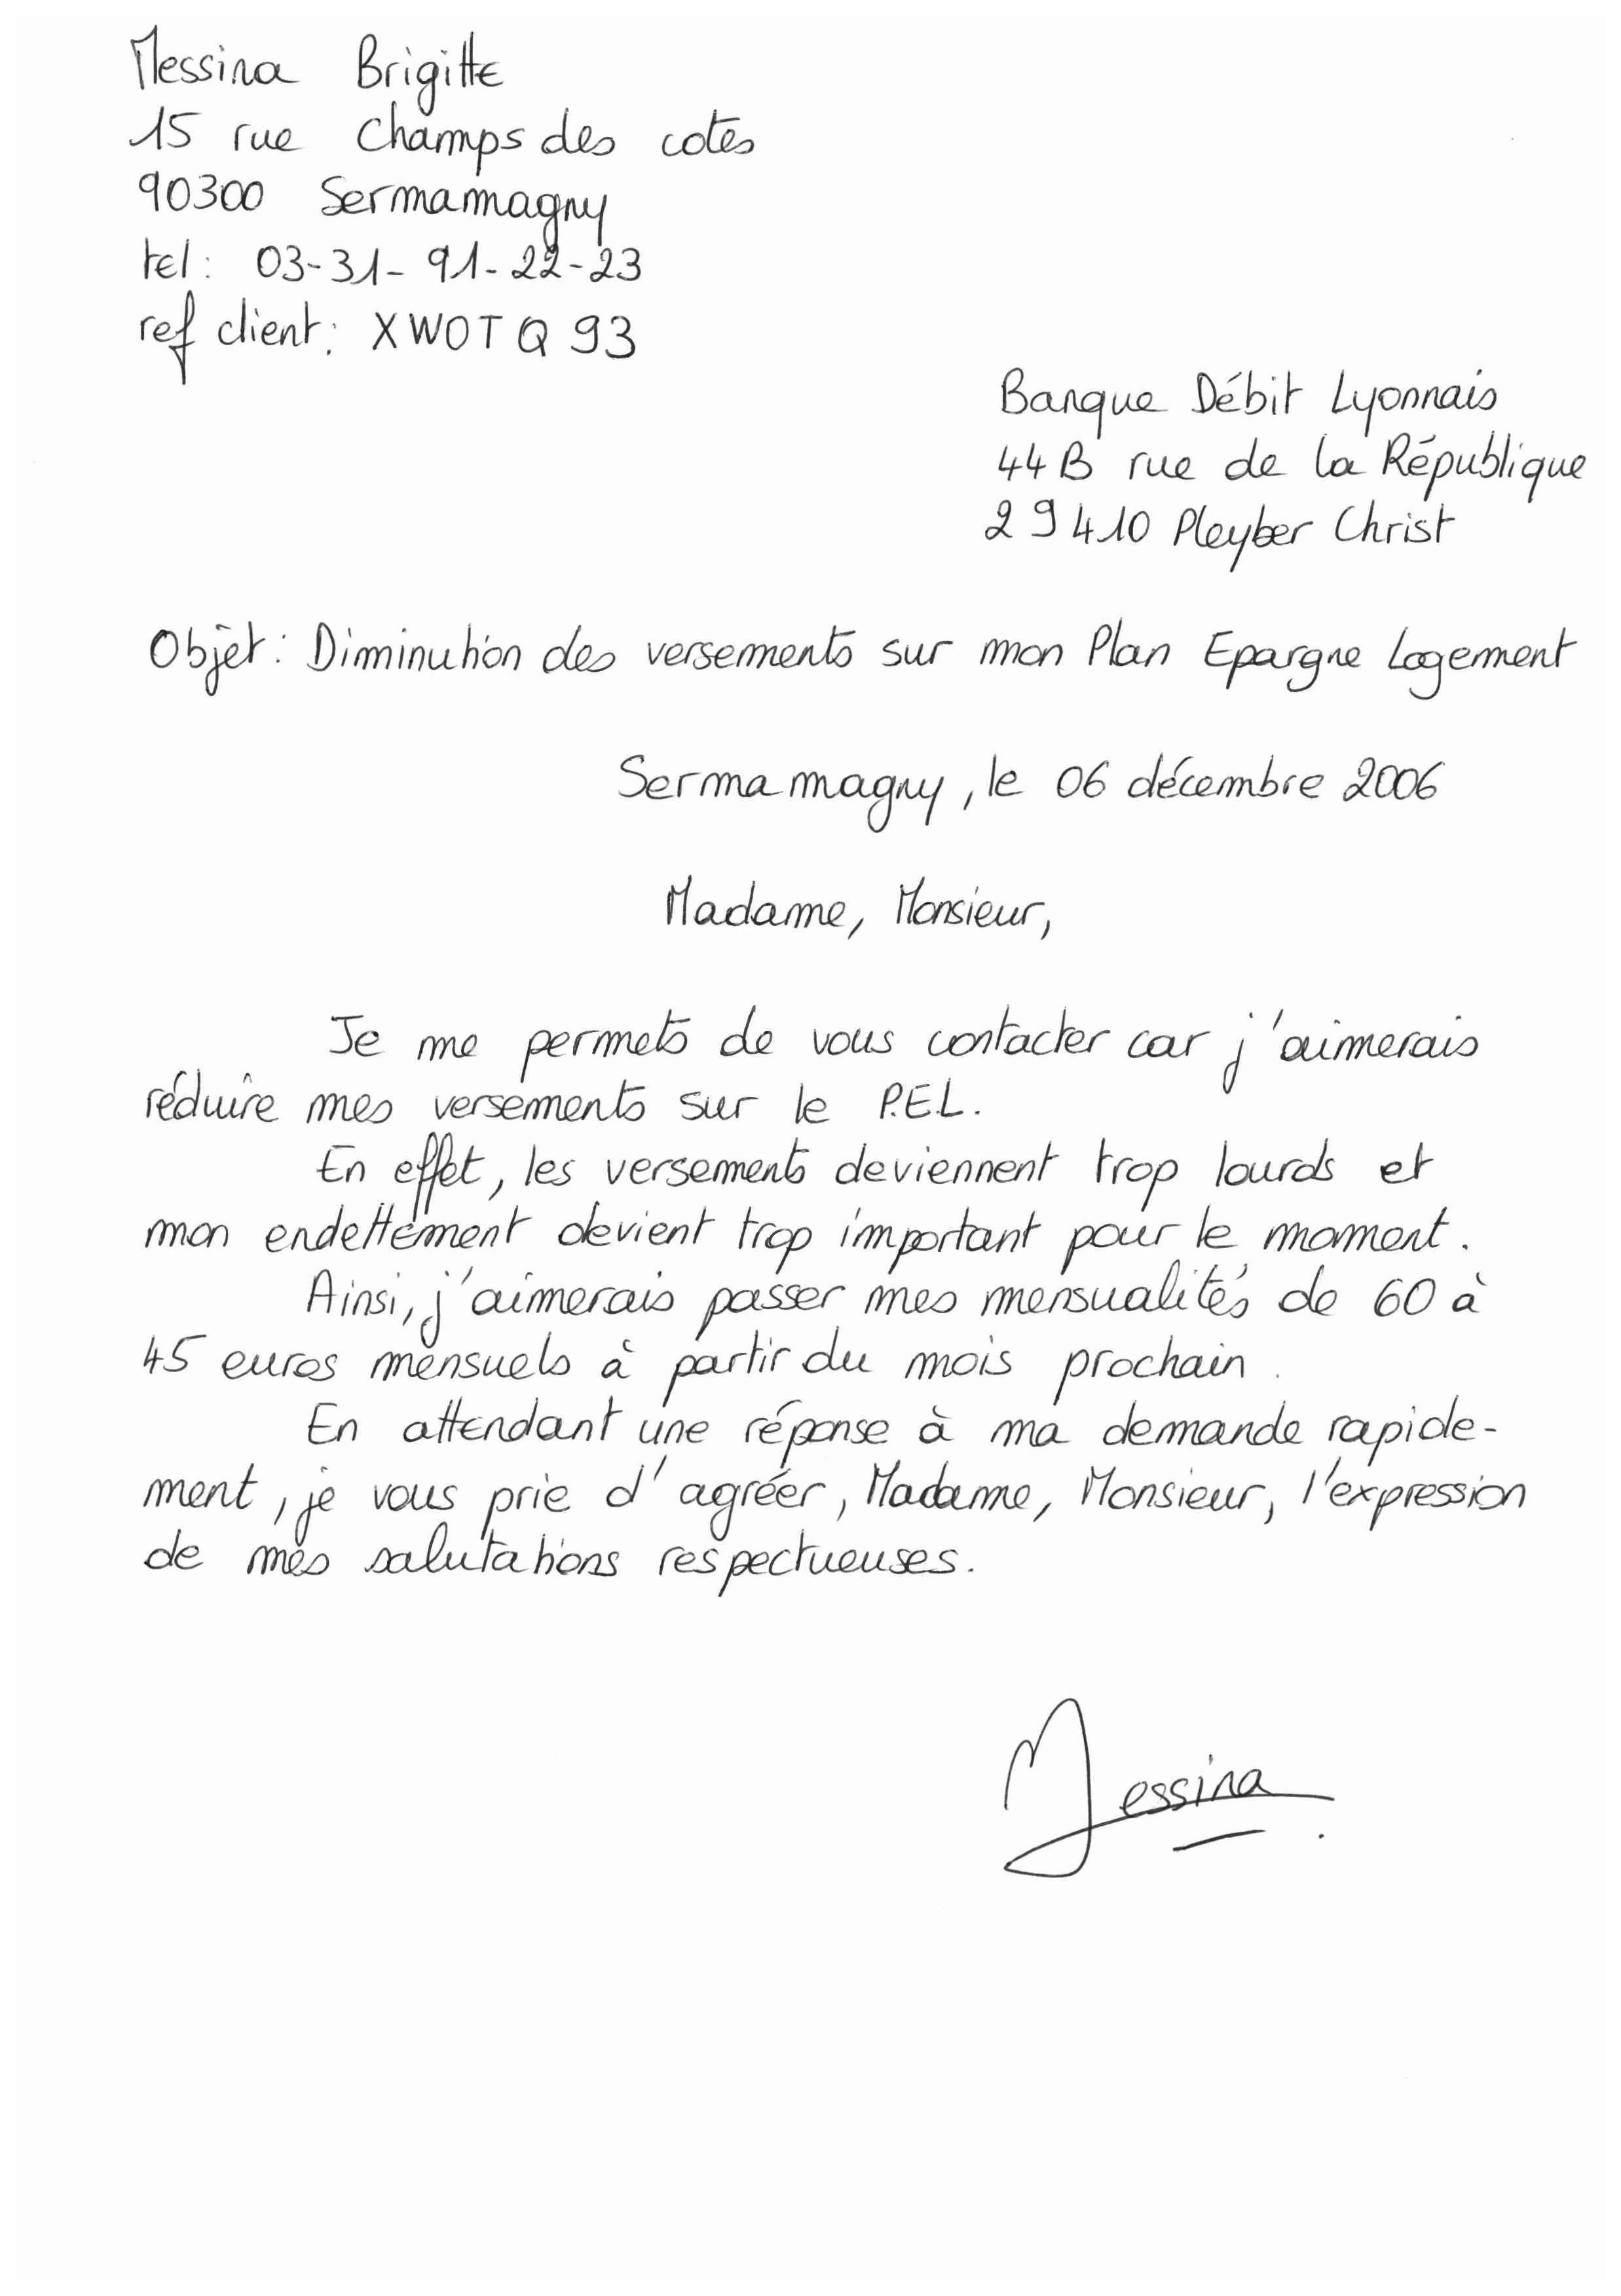 Messina Brigitte
15 rue Champs des cotes
90300 Sermamagny
tel: 03-31-91-22-23
ref client: XWOTQ93
Banque Débit Lyonnais
44B rue de la République
29410 Pleyber Christ
Objet: Diminution des versements sur mon Plan Epargne Logement
Sermamagny, le 06 décembre 2006
Madame, Monsieur,
Je me permets de vous contacter car j'aimerais
réduire mes versements sur le P.E.L.
En effet, les versements deviennent trop lourds et
mon endettement devient trop important pour le moment.
Ainsi, j'aimerais passer mes mensualités de 60 à
45 euros mensuels à partir du mois prochain.
En attendant une réponse à ma demande rapide-
ment, je vous prie d'agréer, Madame, Monsieur, l'expression
de mes salutations respectueuses.
Messina